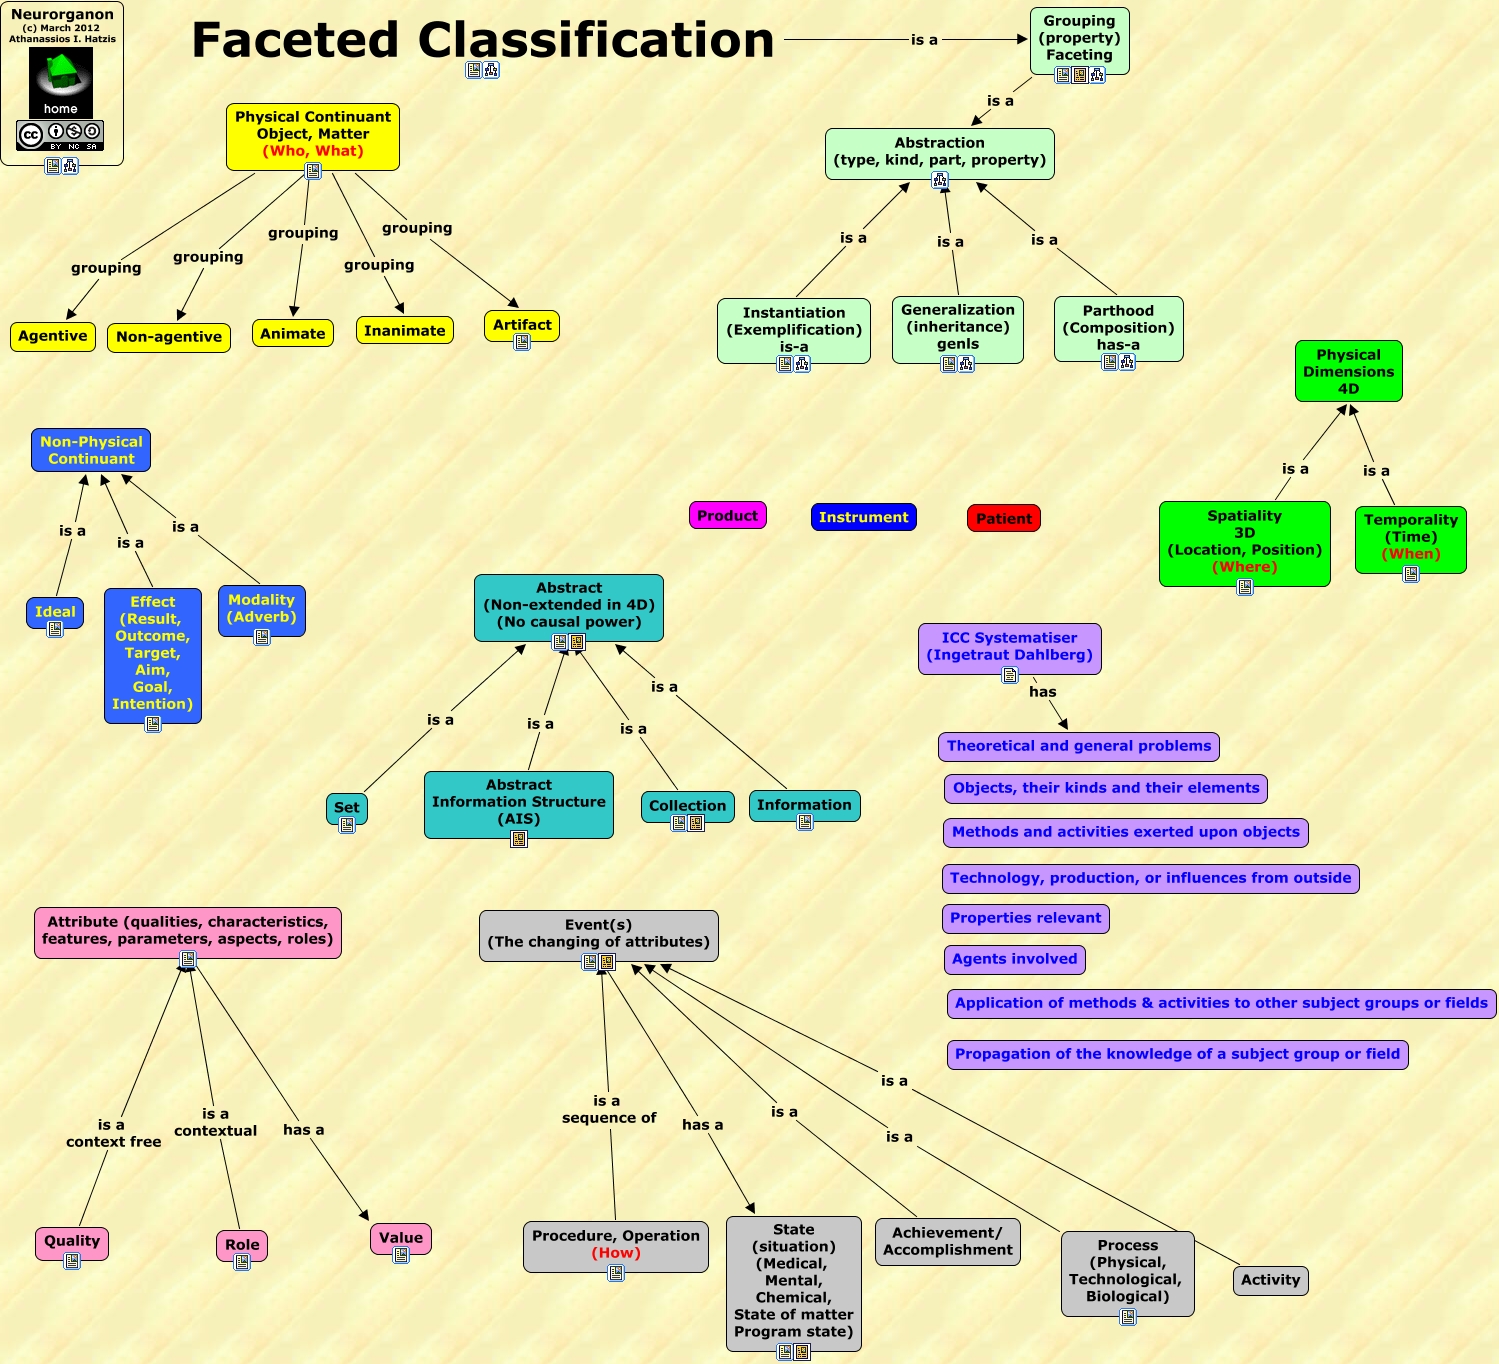 Neurorganon
(c) March 2012
Athanassios I. Hatzis
home
cc
BY NC SA
Faceted Classification
is a
Grouping
(property)
Faceting
is a
Abstraction
(type, kind, part, property)
is a
is a
is a
Instantiation
(Exemplification)
is-a
Generalization
(inheritance)
genls
Parthood
(Composition)
has-a
Physical Continuant
Object, Matter
(Who, What)
grouping
grouping
grouping
grouping
grouping
Agentive
Non-agentive
Animate
Inanimate
Artifact
Physical
Dimensions
4D
is a
is a
Spatiality
3D
(Location, Position)
(Where)
Temporality
(Time)
(When)
Non-Physical
Continuant
is a
is a
is a
Ideal
Effect
(Result,
Outcome,
Target,
Aim,
Goal,
Intention)
Modality
(Adverb)
Product
Instrument
Patient
Abstract
(Non-extended in 4D)
(No causal power)
is a
is a
is a
is a
Set
Abstract
Information Structure
(AIS)
Collection
Information
ICC Systematiser
(Ingetraut Dahlberg)
has
Theoretical and general problems
Objects, their kinds and their elements
Methods and activities exerted upon objects
Technology, production, or influences from outside
Properties relevant
Agents involved
Application of methods & activities to other subject groups or fields
Propagation of the knowledge of a subject group or field
Attribute (qualities, characteristics,
features, parameters, aspects, roles)
is a
context free
is a
contextual
has a
Quality
Role
Value
Event(s)
(The changing of attributes)
is a
sequence of
has a
is a
is a
is a
Procedure, Operation
(How)
State
(situation)
(Medical,
Mental,
Chemical,
State of matter
Program state)
Achievement/
Accomplishment
Process
(Physical,
Technological,
Biological)
Activity